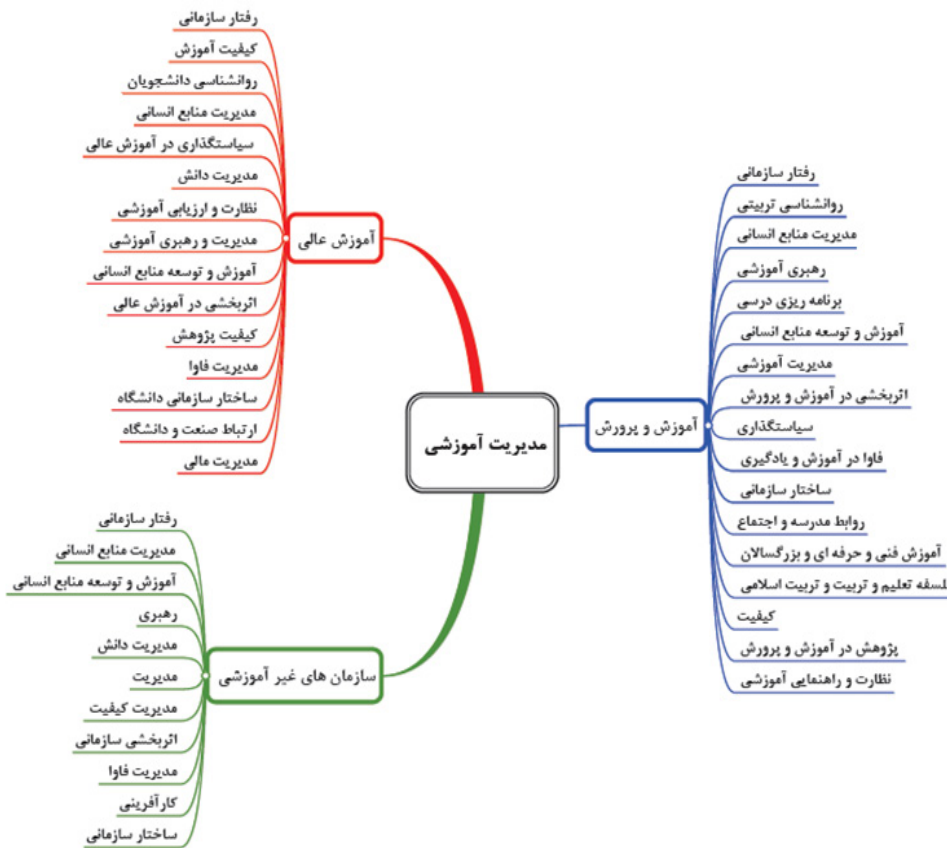 مدیریت آموزشی
آموزش عالی
رفتار سازمانی
کیفیت آموزش
روانشناسی دانشجویان
مدیریت منابع انسانی
سیاستگذاری در آموزش عالی
مدیریت دانش
نظارت و ارزیابی آموزشی
مدیریت و رهبری آموزشی
آموزش و توسعه منابع انسانی
اثربخشی در آموزش عالی
کیفیت پژوهش
مدیریت فاوا
ساختار سازمانی دانشگاه
ارتباط صنعت و دانشگاه
مدیریت مالی
آموزش و پرورش
رفتار سازمانی
روانشناسی تربیتی
مدیریت منابع انسانی
رهبری آموزشی
برنامه ریزی درسی
آموزش و توسعه منابع انسانی
مدیریت آموزشی
اثربخشی در آموزش و پرورش
سیاستگذاری
فاوا در آموزش و یادگیری
ساختار سازمانی
روابط مدرسه و اجتماع
آموزش فنی و حرفه ای و بزرگسالان
لسفه تعلیم و تربیت و تربیت اسلامی
کیفیت
پژوهش در آموزش و پرورش
نظارت و راهنمایی آموزشی
سازمان های غیر آموزشی
رفتار سازمانی
مدیریت منابع انسانی
آموزش و توسعه منابع انسانی
رهبری
مدیریت دانش
مدیریت
مدیریت کیفیت
اثربخشی سازمانی
مدیریت فاوا
کارآفرینی
ساختار سازمانی